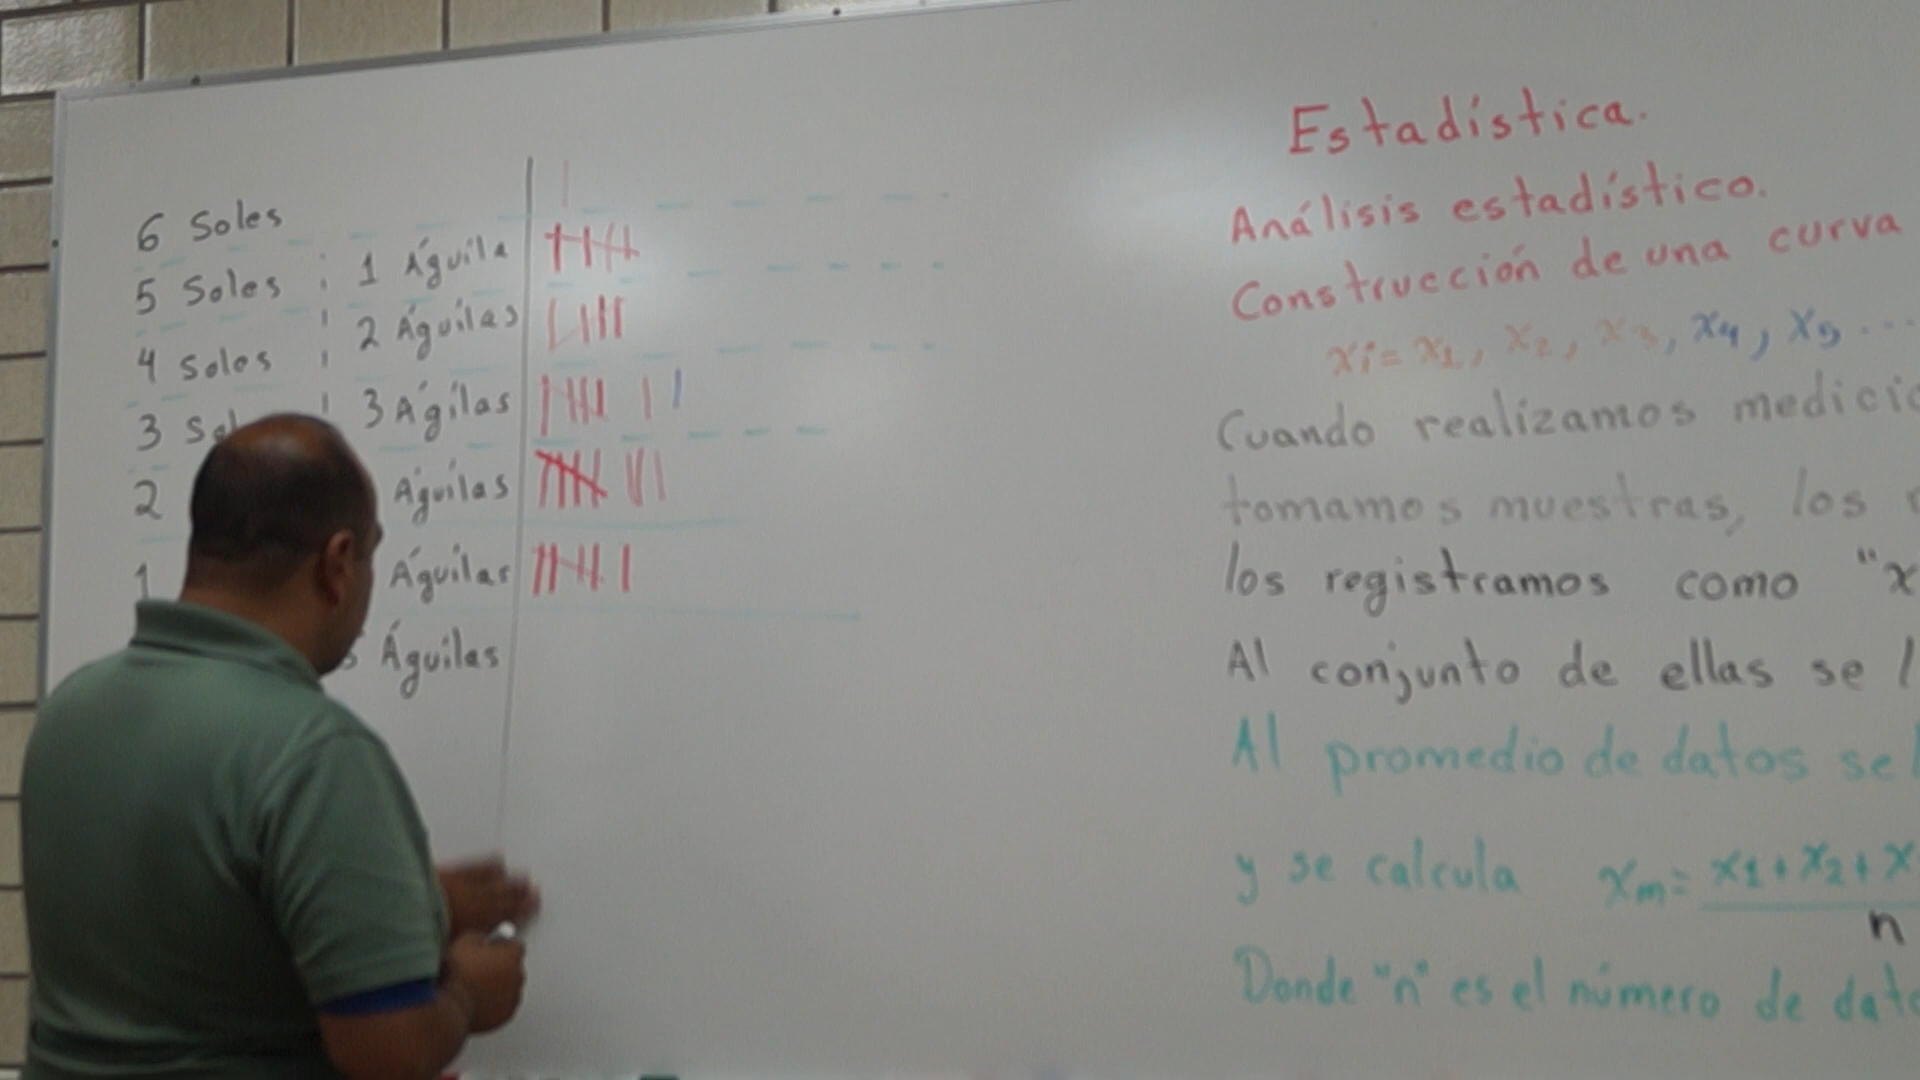 6 Soles
5 Soles ¦ 1 Águila
4 Soles ¦ 2 Águilas
3 ¦ 3 Ágilas
2 Águilas
1 Águilas
Águilas
Estadística.
Análisis estadístico.
Construcción de una curva
xi = x1, x2, x3, x4, x5 ...
Cuando realizamos
tomamos muestras, los
los registramos como "x
Al conjunto de ellas se
Al promedio de datos se
y se calcula xm = x1 + x2 + x
n
Donde "n" es el número de